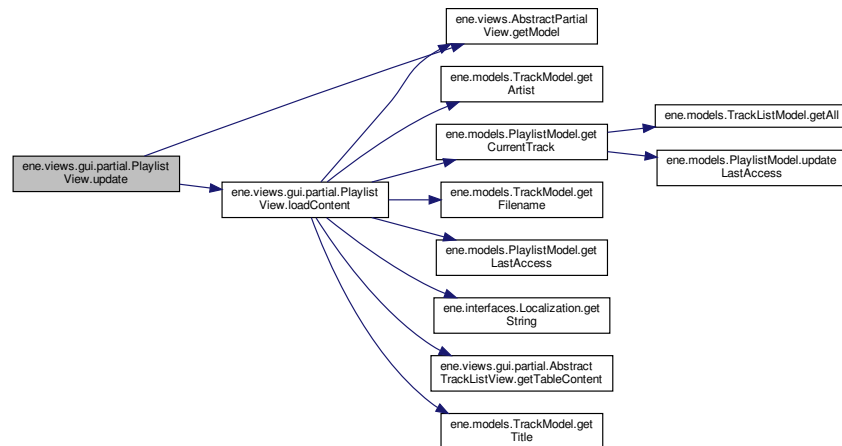 ene.views.AbstractPartial
View.getModel
ene.models.TrackModel.get
Artist
ene.models.TrackListModel.getAll
ene.models.PlaylistModel.get
CurrentTrack
ene.models.PlaylistModel.update
LastAccess
ene.views.gui.partial.Playlist
View.update
ene.views.gui.partial.Playlist
View.loadContent
ene.models.TrackModel.get
Filename
ene.models.PlaylistModel.get
LastAccess
ene.interfaces.Localization.get
String
ene.views.gui.partial.Abstract
TrackListView.getTableContent
ene.models.TrackModel.get
Title